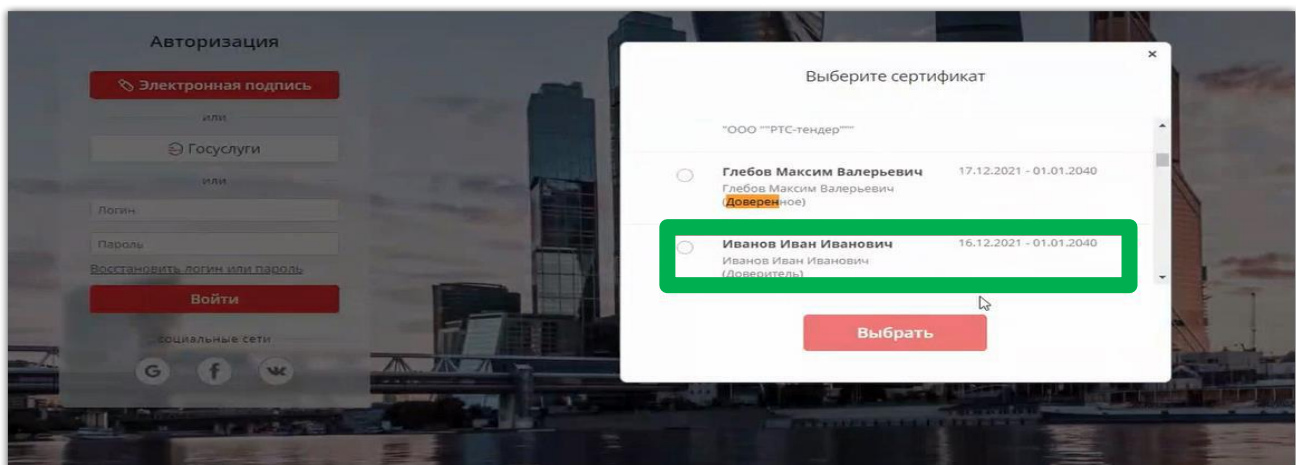 Авторизация
Электронная подпись
или
Госуслуги
или
Логин
Пароль
Восстановить логин или пароль
Войти
социальные сети
G f
×
Выберите сертификат
"ООО ""РТС-тендер"""
Глебов Максим Валерьевич 17.12.2021 - 01.01.2040
Глебов Максим Валерьевич
(Доверенное)
Иванов Иван Иванович 16.12.2021 - 01.01.2040
Иванов Иван Иванович
(Доверитель)
Выбрать